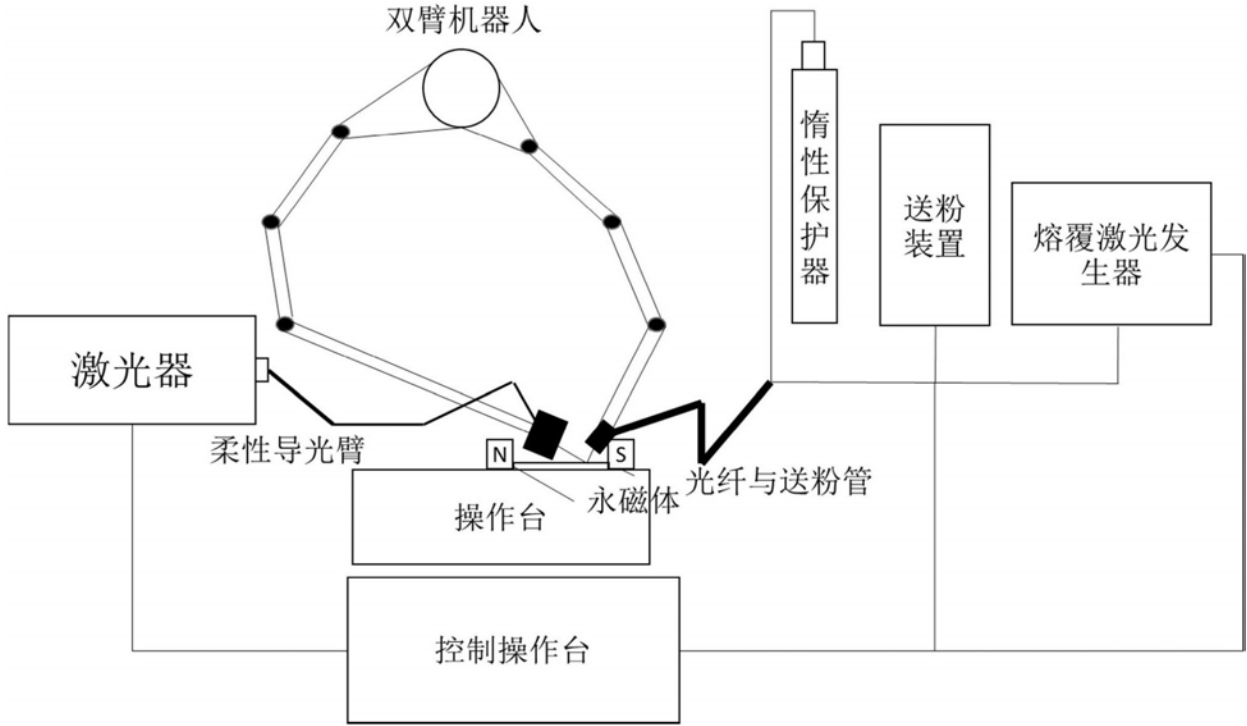 双臂机器人
惰
性
保
护
器
送粉
装置
熔覆激光发
生器
激光器
柔性导光臂
N
S
永磁体
光纤与送粉管
操作台
控制操作台